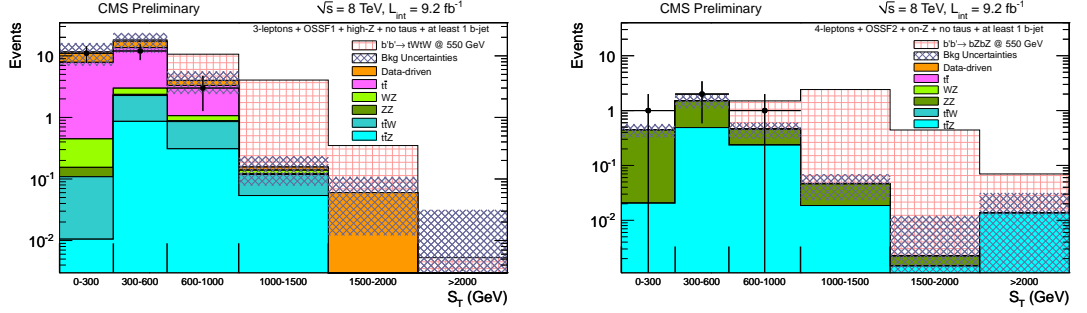 CMS Preliminary
√s = 8 TeV, L_int = 9.2 fb⁻¹
3-leptons + OSSF1 + high-Z + no taus + at least 1 b-jet
b'b'→ tWtW @ 550 GeV
Bkg Uncertainties
Data-driven
tt̄
WZ
ZZ
tt̄W
tt̄Z
Events
10
1
10⁻¹
10⁻²
0-300 300-600 600-1000 1000-1500 1500-2000 >2000
S_T (GeV)
CMS Preliminary
√s = 8 TeV, L_int = 9.2 fb⁻¹
4-leptons + OSSF2 + on-Z + no taus + at least 1 b-jet
b'b'→ bZbZ @ 550 GeV
Bkg Uncertainties
Data-driven
tt̄
WZ
ZZ
tt̄W
tt̄Z
Events
10
1
10⁻¹
10⁻²
0-300 300-600 600-1000 1000-1500 1500-2000 >2000
S_T (GeV)